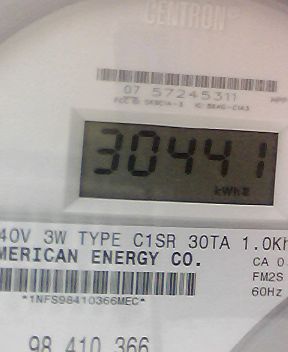 CENTRON®
07 57245311
30441
kWh
40V 3W TYPE C1SR 30TA 1.0Kh
MERICAN ENERGY CO.
CA 0
FM2S
60Hz
*1NFS98410366MEC*
98 410 366